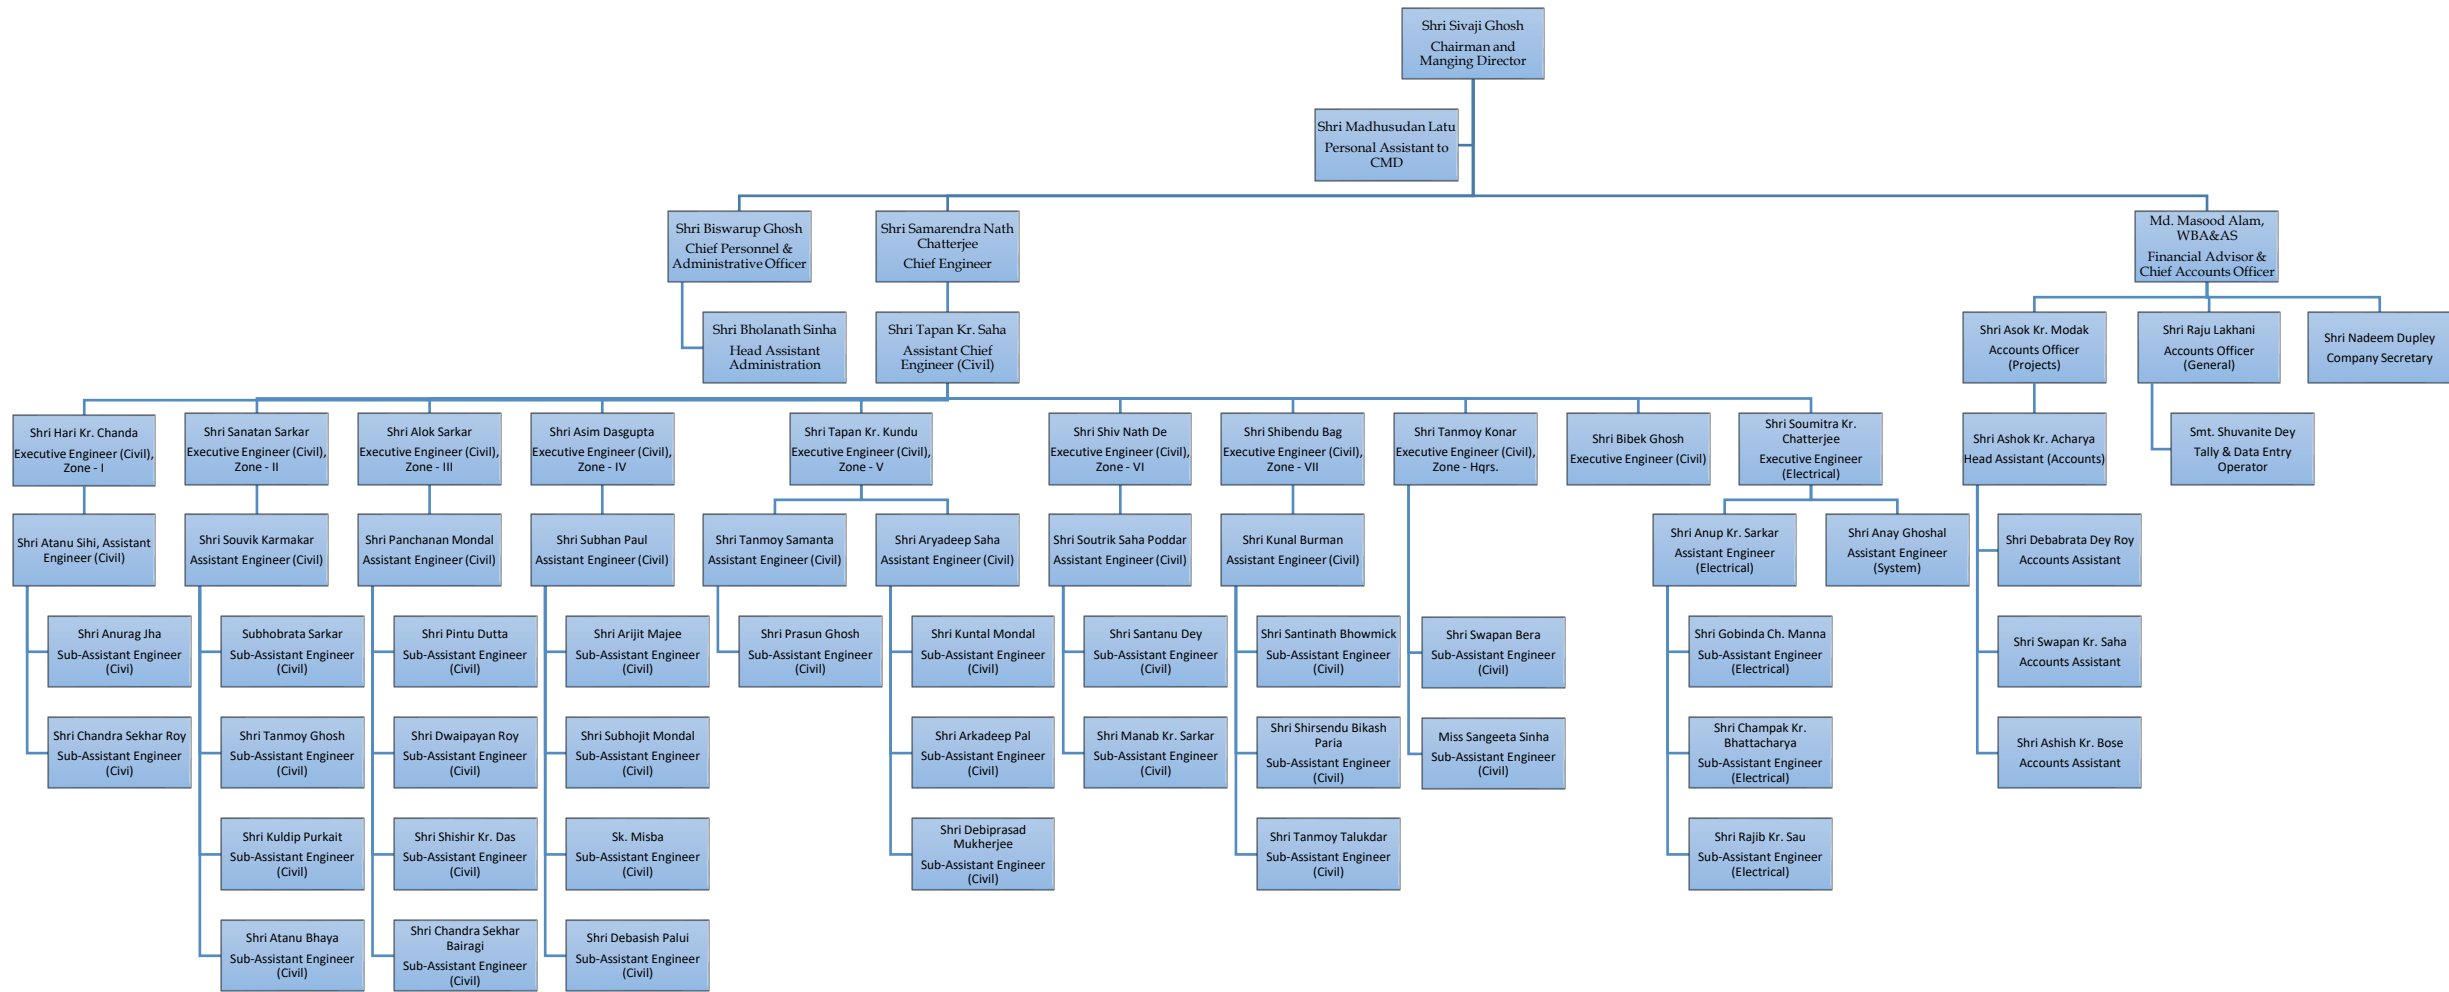 Shri Sivaji Ghosh
Chairman and
Manging Director
Shri Madhusudan Latu
Personal Assistant to
CMD
Shri Biswarup Ghosh
Chief Personnel &
Administrative Officer
Shri Samarendra Nath
Chatterjee
Chief Engineer
Md. Masood Alam,
WBA&AS
Financial Advisor &
Chief Accounts Officer
Shri Bholanath Sinha
Head Assistant
Administration
Shri Tapan Kr. Saha
Assistant Chief
Engineer (Civil)
Shri Asok Kr. Modak
Accounts Officer
(Projects)
Shri Raju Lakhani
Accounts Officer
(General)
Shri Nadeem Dupley
Company Secretary
Shri Hari Kr. Chanda
Executive Engineer (Civil),
Zone - I
Shri Sanatan Sarkar
Executive Engineer (Civil),
Zone - II
Shri Alok Sarkar
Executive Engineer (Civil),
Zone - III
Shri Asim Dasgupta
Executive Engineer (Civil),
Zone - IV
Shri Tapan Kr. Kundu
Executive Engineer (Civil),
Zone - V
Shri Shiv Nath De
Executive Engineer (Civil),
Zone - VI
Shri Shibendu Bag
Executive Engineer (Civil),
Zone - VII
Shri Tanmoy Konar
Executive Engineer (Civil),
Zone - Hqrs.
Shri Bibek Ghosh
Executive Engineer (Civil)
Shri Soumitra Kr.
Chatterjee
Executive Engineer
(Electrical)
Shri Ashok Kr. Acharya
Head Assistant (Accounts)
Smt. Shuvanite Dey
Tally & Data Entry
Operator
Shri Atanu Sihi, Assistant
Engineer (Civil)
Shri Souvik Karmakar
Assistant Engineer (Civil)
Shri Panchanan Mondal
Assistant Engineer (Civil)
Shri Subhan Paul
Assistant Engineer (Civil)
Shri Tanmoy Samanta
Assistant Engineer (Civil)
Shri Aryadeep Saha
Assistant Engineer (Civil)
Shri Soutrik Saha Poddar
Assistant Engineer (Civil)
Shri Kunal Burman
Assistant Engineer (Civil)
Shri Anup Kr. Sarkar
Assistant Engineer
(Electrical)
Shri Anay Ghoshal
Assistant Engineer
(System)
Shri Debabrata Dey Roy
Accounts Assistant
Shri Anurag Jha
Sub-Assistant Engineer
(Civi)
Subhobrata Sarkar
Sub-Assistant Engineer
(Civil)
Shri Pintu Dutta
Sub-Assistant Engineer
(Civil)
Shri Arijit Majee
Sub-Assistant Engineer
(Civil)
Shri Prasun Ghosh
Sub-Assistant Engineer
(Civil)
Shri Kuntal Mondal
Sub-Assistant Engineer
(Civil)
Shri Santanu Dey
Sub-Assistant Engineer
(Civil)
Shri Santinath Bhowmick
Sub-Assistant Engineer
(Civil)
Shri Swapan Bera
Sub-Assistant Engineer
(Civil)
Shri Gobinda Ch. Manna
Sub-Assistant Engineer
(Electrical)
Shri Swapan Kr. Saha
Accounts Assistant
Shri Chandra Sekhar Roy
Sub-Assistant Engineer
(Civi)
Shri Tanmoy Ghosh
Sub-Assistant Engineer
(Civil)
Shri Dwaipayan Roy
Sub-Assistant Engineer
(Civil)
Shri Subhojit Mondal
Sub-Assistant Engineer
(Civil)
Shri Arkadeep Pal
Sub-Assistant Engineer
(Civil)
Shri Manab Kr. Sarkar
Sub-Assistant Engineer
(Civil)
Shri Shirsendu Bikash
Paria
Sub-Assistant Engineer
(Civil)
Miss Sangeeta Sinha
Sub-Assistant Engineer
(Civil)
Shri Champak Kr.
Bhattacharya
Sub-Assistant Engineer
(Electrical)
Shri Ashish Kr. Bose
Accounts Assistant
Shri Kuldip Purkait
Sub-Assistant Engineer
(Civil)
Shri Shishir Kr. Das
Sub-Assistant Engineer
(Civil)
Sk. Misba
Sub-Assistant Engineer
(Civil)
Shri Debiprasad
Mukherjee
Sub-Assistant Engineer
(Civil)
Shri Tanmoy Talukdar
Sub-Assistant Engineer
(Civil)
Shri Rajib Kr. Sau
Sub-Assistant Engineer
(Electrical)
Shri Atanu Bhaya
Sub-Assistant Engineer
(Civil)
Shri Chandra Sekhar
Bairagi
Sub-Assistant Engineer
(Civil)
Shri Debasish Palui
Sub-Assistant Engineer
(Civil)